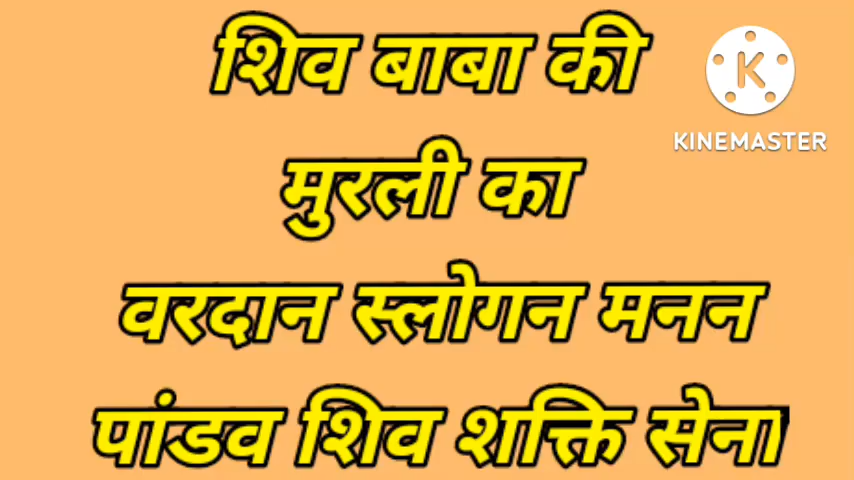 शिव बाबा की
KINEMASTER
मुरली का
वरदान स्लोगन मनन
पांडव शिव शक्ति सेना